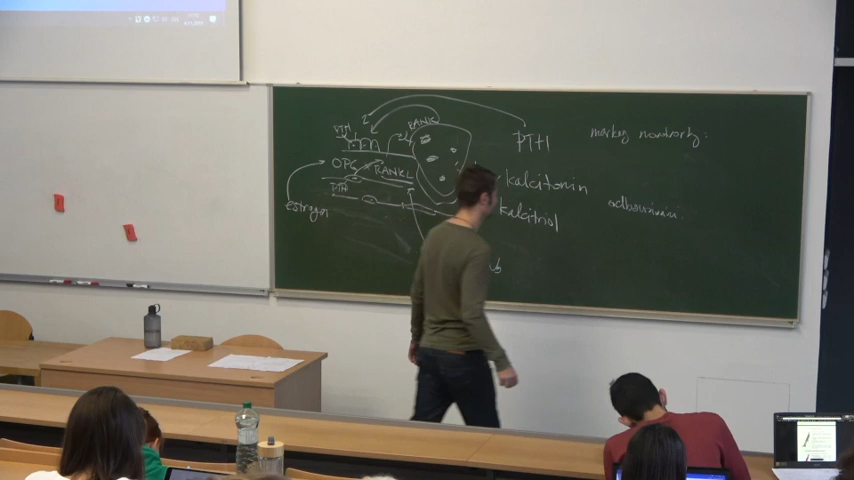 PTH
RANK
OPG
RANKL
PTH
estrogen
PTH
kalcitonin
kalcitriol
markery novotvorby:
odbourávání: